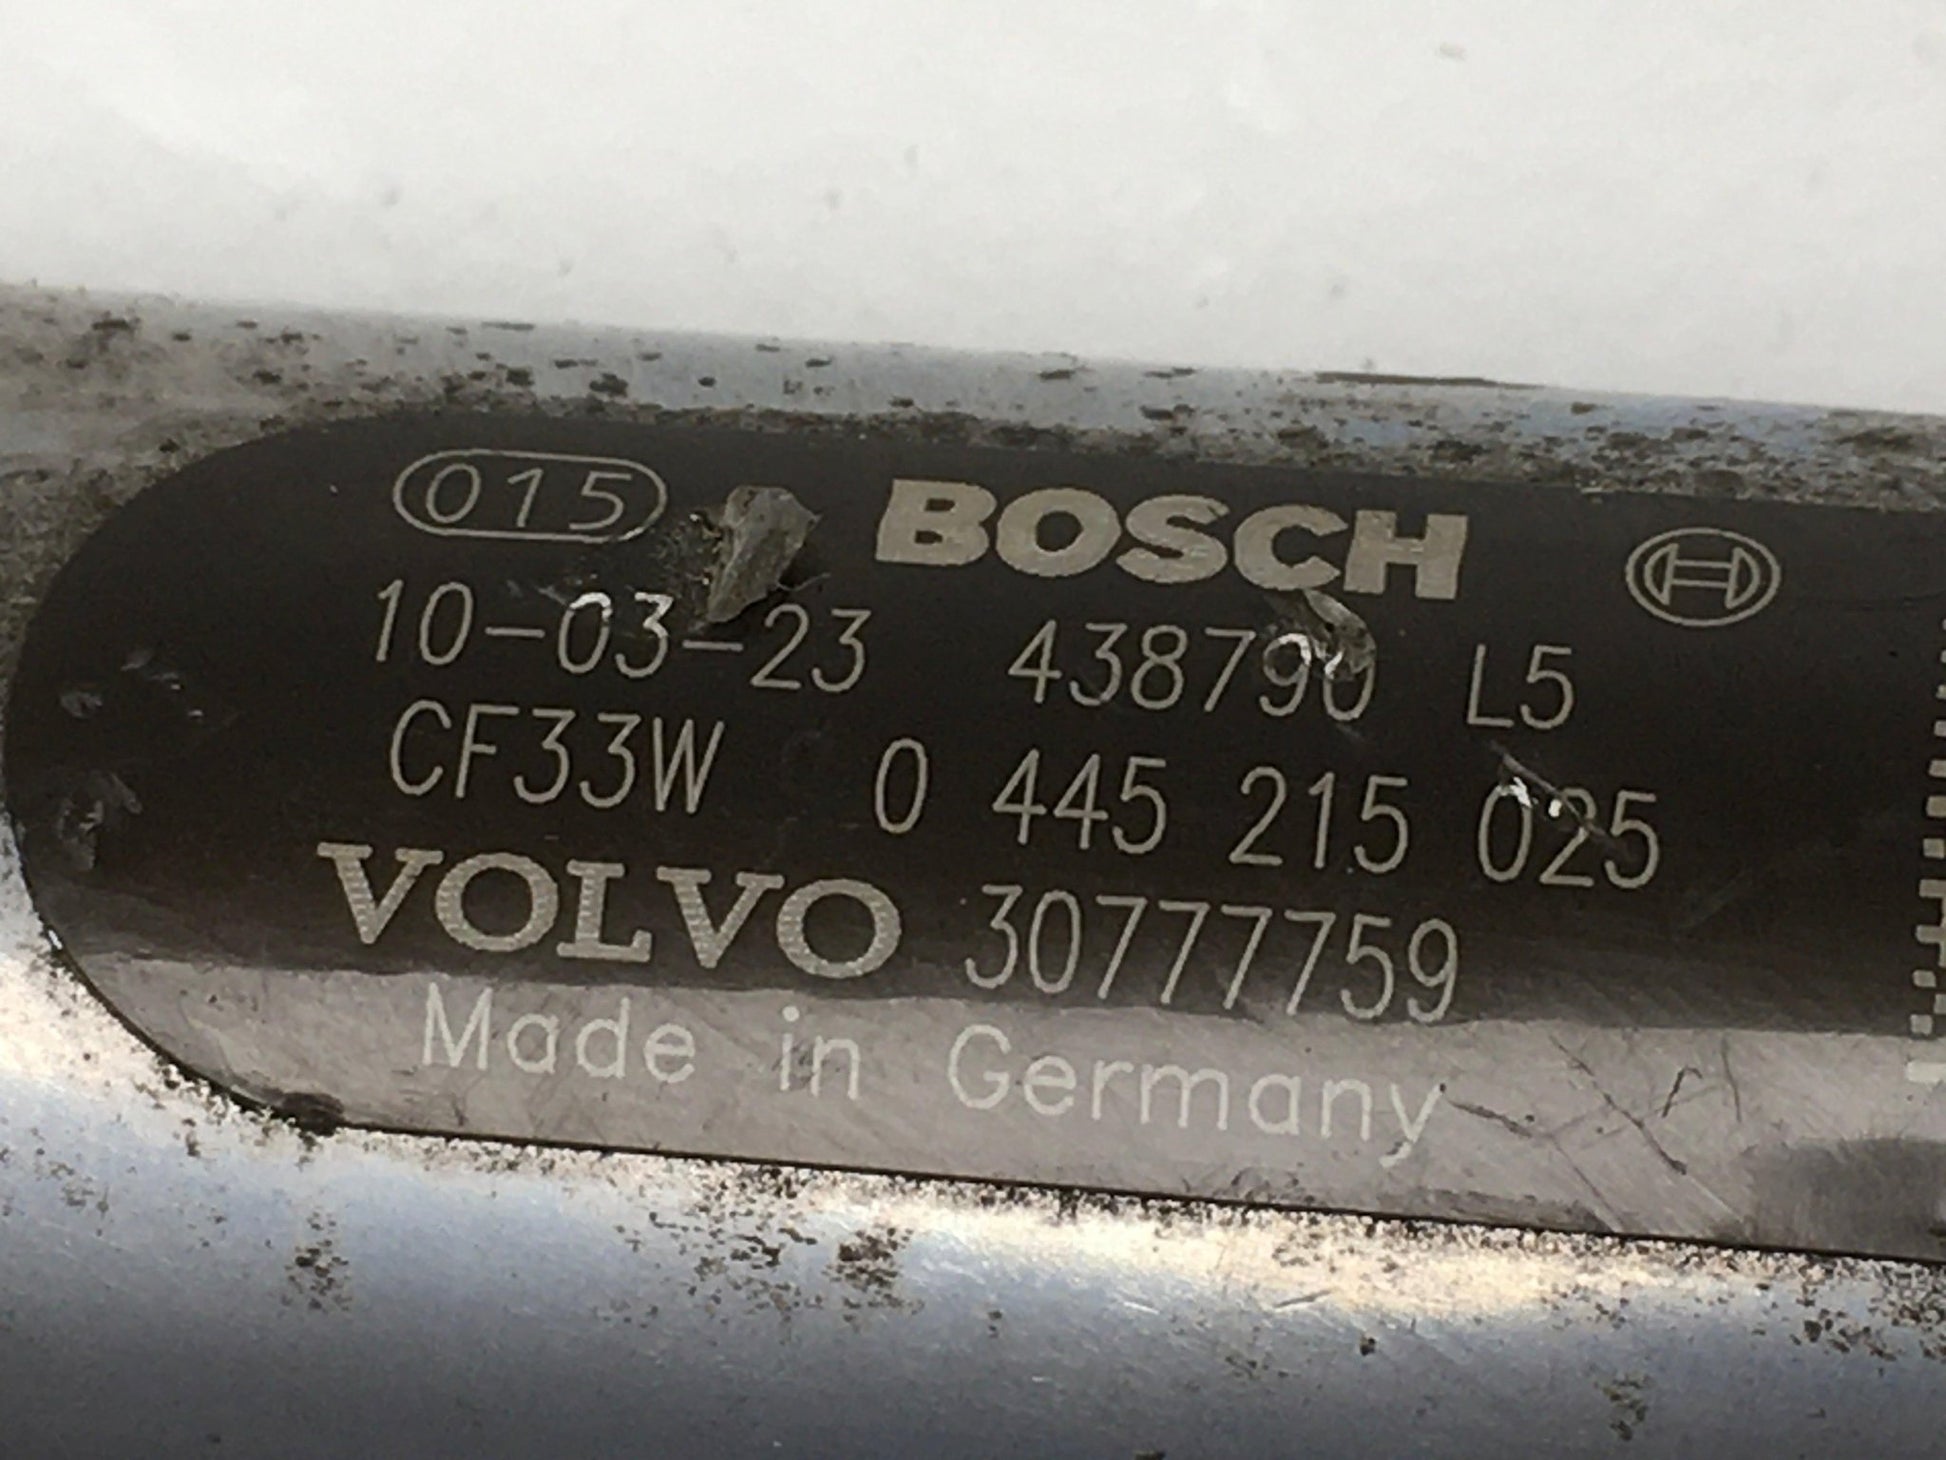 015 BOSCH
10-03-23 438790 L5
CF33W 0 445 215 025
VOLVO 30777759
Made in Germany